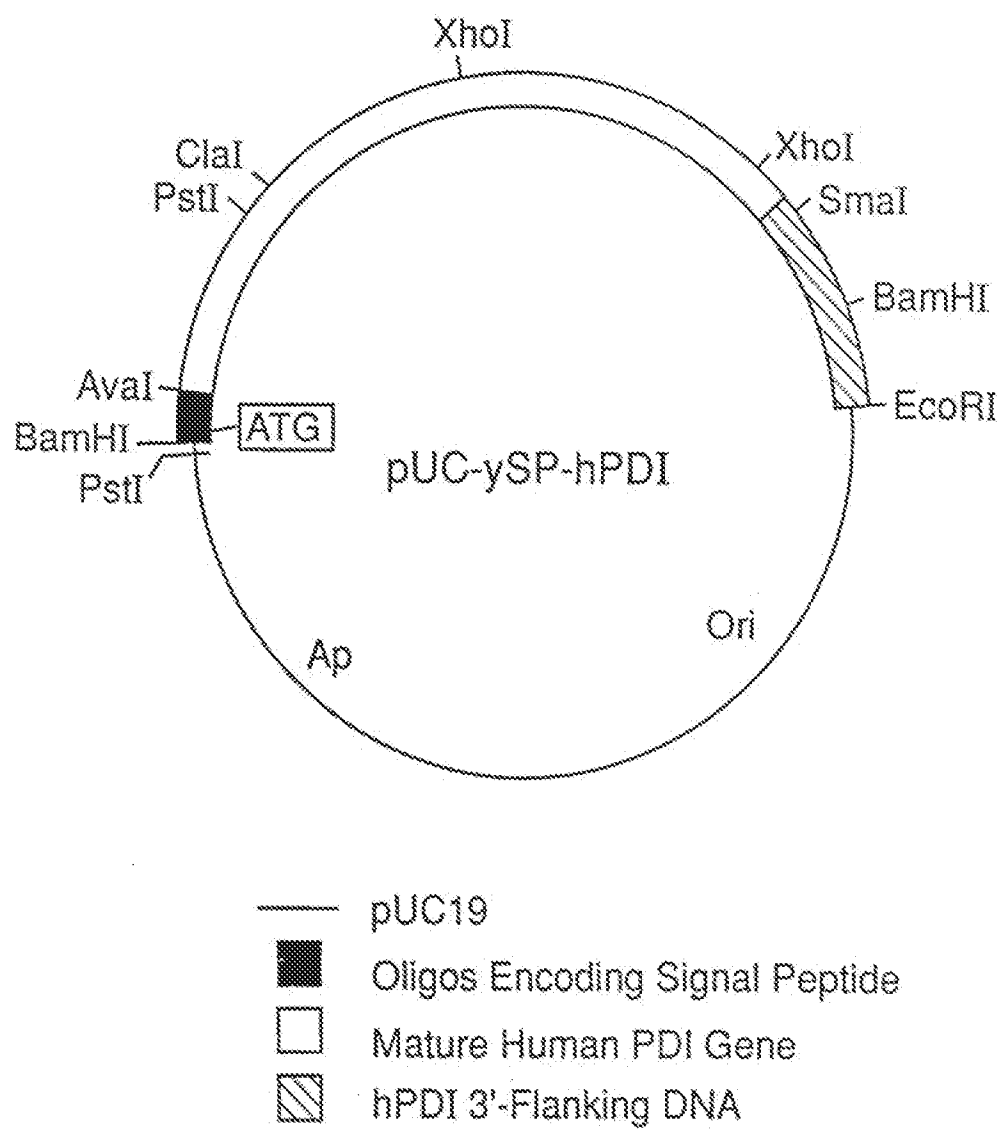 XhoI
ClaI
PstI
XhoI
SmaI
BamHI
EcoRI
AvaI
BamHI
PstI
ATG
pUC-ySP-hPDI
Ori
Ap
pUC19
Oligos Encoding Signal Peptide
Mature Human PDI Gene
hPDI 3'-Flanking DNA